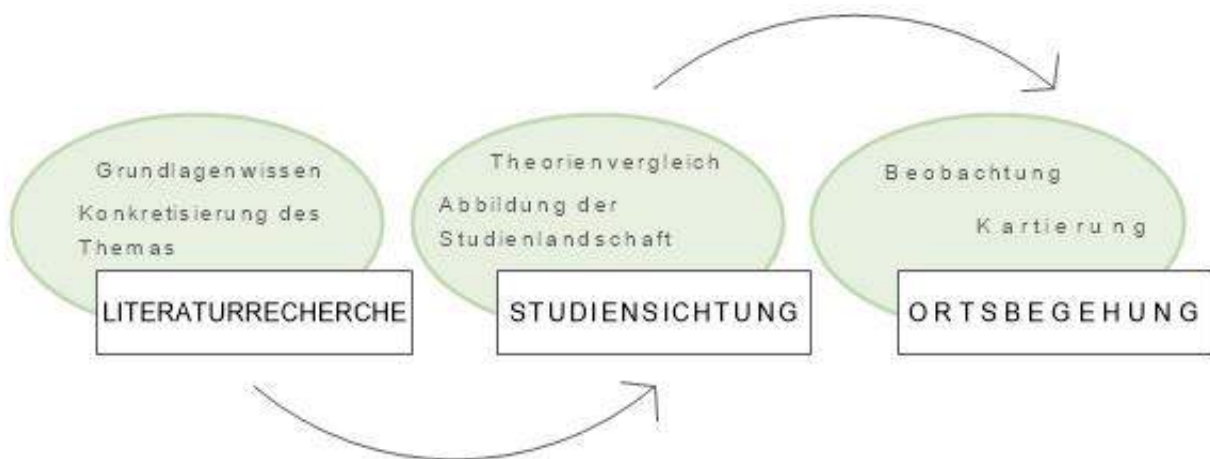 Grundlagenwissen
Konkretisierung des
Themas
LITERATURRECHERCHE
Theorienvergleich
Abbildung der
Studienlandschaft
STUDIENSICHTUNG
Beobachtung
Kartierung
ORTSBEGEHUNG